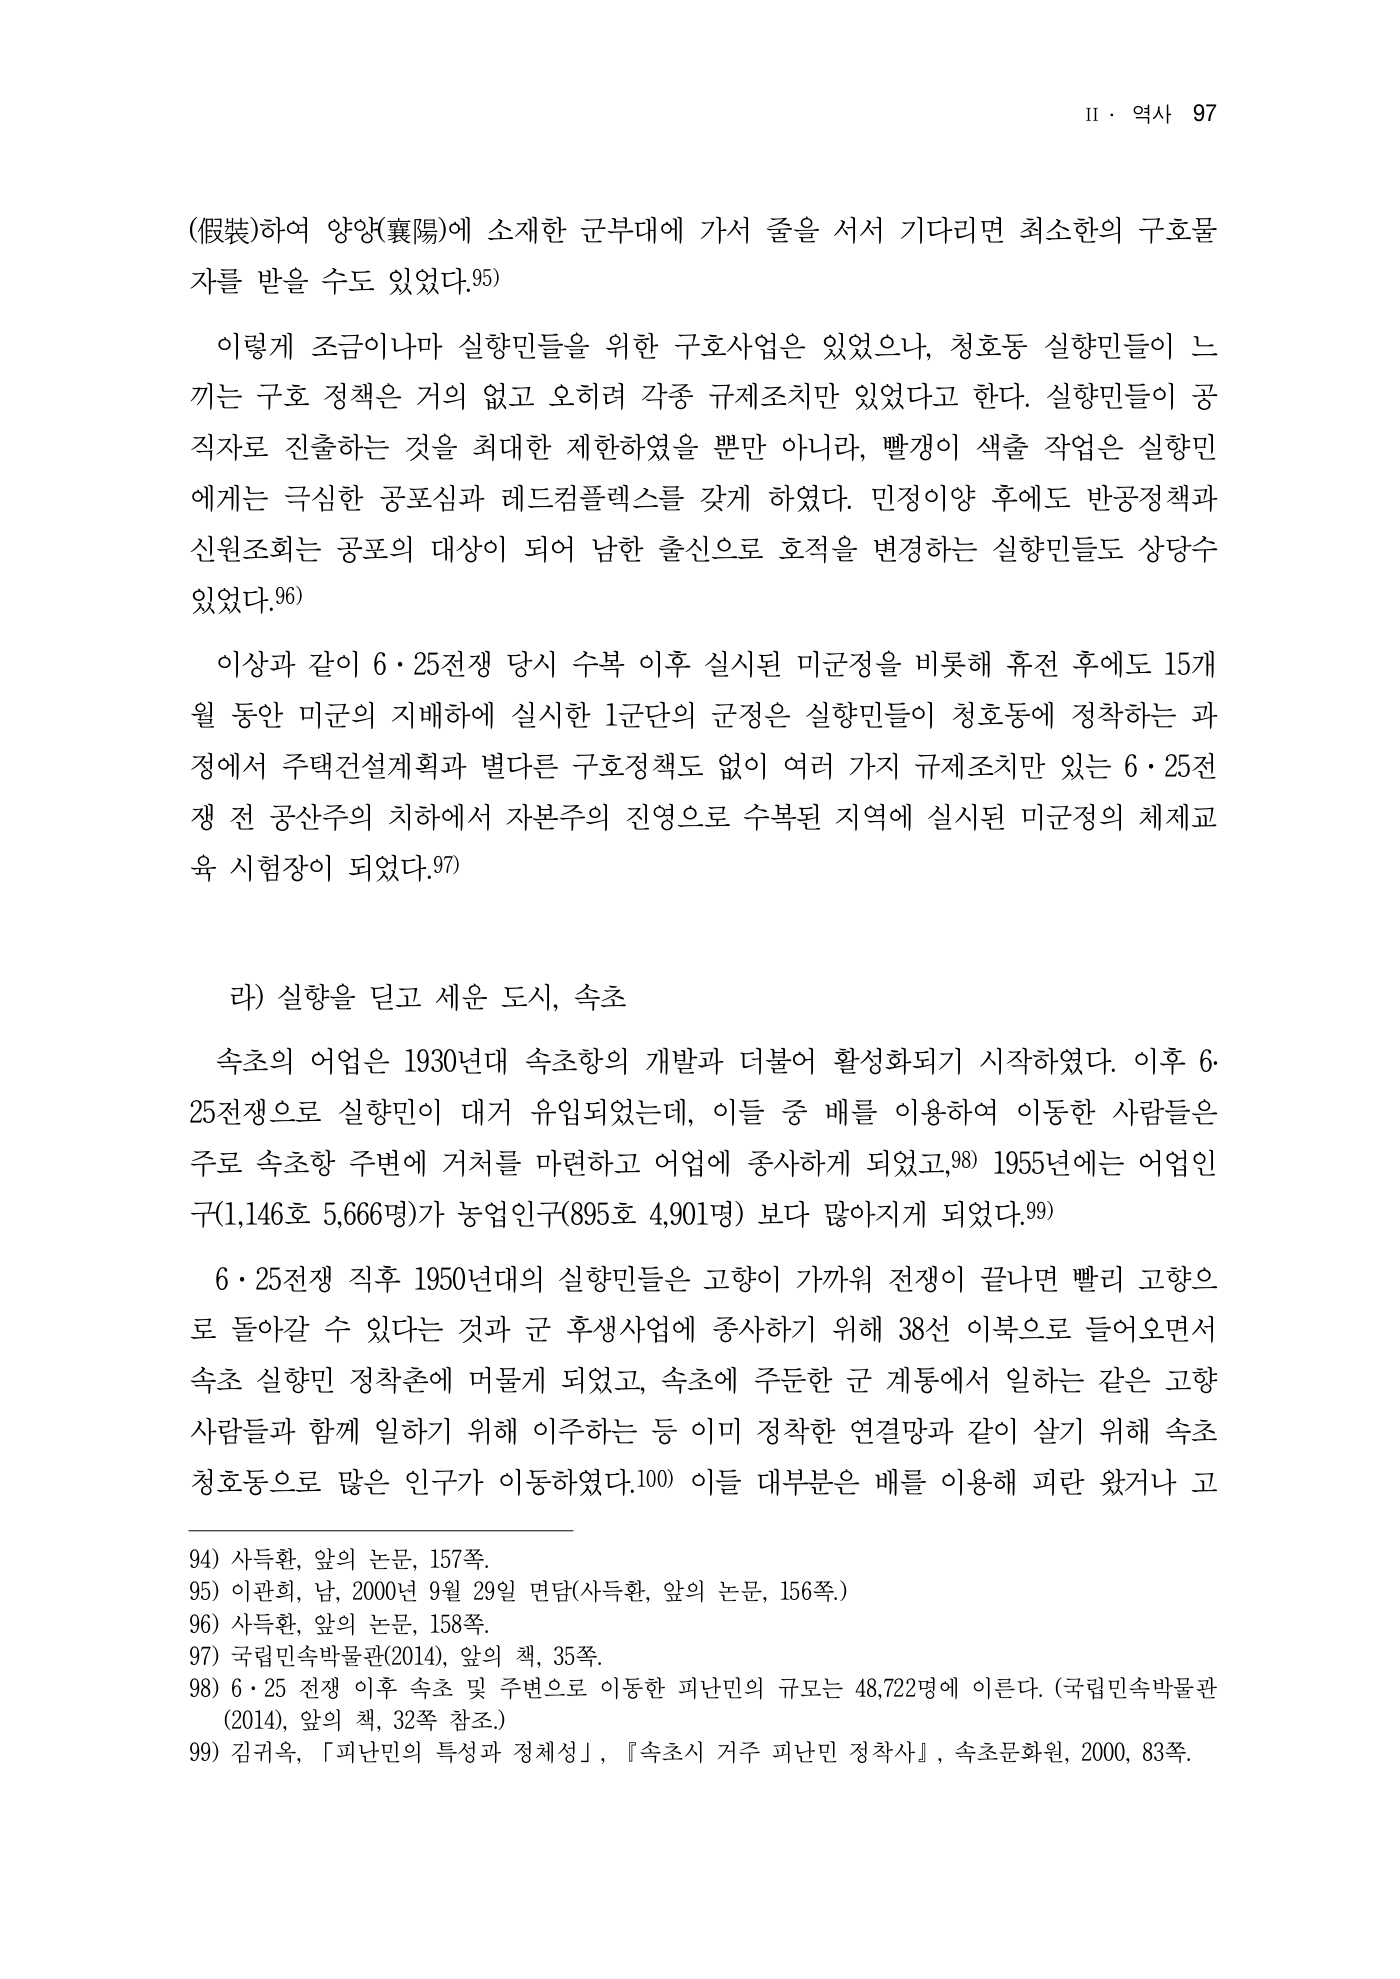 II · 역사 97
(假裝)하여 양양(襄陽)에 소재한 군부대에 가서 줄을 서서 기다리면 최소한의 구호물
자를 받을 수도 있었다.95)
이렇게 조금이나마 실향민들을 위한 구호사업은 있었으나, 청호동 실향민들이 느
끼는 구호 정책은 거의 없고 오히려 각종 규제조치만 있었다고 한다. 실향민들이 공
직자로 진출하는 것을 최대한 제한하였을 뿐만 아니라, 빨갱이 색출 작업은 실향민
에게는 극심한 공포심과 레드컴플렉스를 갖게 하였다. 민정이양 후에도 반공정책과
신원조회는 공포의 대상이 되어 남한 출신으로 호적을 변경하는 실향민들도 상당수
있었다.96)
이상과 같이 6·25전쟁 당시 수복 이후 실시된 미군정을 비롯해 휴전 후에도 15개
월 동안 미군의 지배하에 실시한 1군단의 군정은 실향민들이 청호동에 정착하는 과
정에서 주택건설계획과 별다른 구호정책도 없이 여러 가지 규제조치만 있는 6·25전
쟁 전 공산주의 치하에서 자본주의 진영으로 수복된 지역에 실시된 미군정의 체제교
육 시험장이 되었다.97)
라) 실향을 딛고 세운 도시, 속초
속초의 어업은 1930년대 속초항의 개발과 더불어 활성화되기 시작하였다. 이후 6·
25전쟁으로 실향민이 대거 유입되었는데, 이들 중 배를 이용하여 이동한 사람들은
주로 속초항 주변에 거처를 마련하고 어업에 종사하게 되었고,98) 1955년에는 어업인
구(1,146호 5,666명)가 농업인구(895호 4,901명) 보다 많아지게 되었다.99)
6·25전쟁 직후 1950년대의 실향민들은 고향이 가까워 전쟁이 끝나면 빨리 고향으
로 돌아갈 수 있다는 것과 군 후생사업에 종사하기 위해 38선 이북으로 들어오면서
속초 실향민 정착촌에 머물게 되었고, 속초에 주둔한 군 계통에서 일하는 같은 고향
사람들과 함께 일하기 위해 이주하는 등 이미 정착한 연결망과 같이 살기 위해 속초
청호동으로 많은 인구가 이동하였다.100) 이들 대부분은 배를 이용해 피란 왔거나 고
94) 사득환, 앞의 논문, 157쪽.
95) 이관희, 남, 2000년 9월 29일 면담(사득환, 앞의 논문, 156쪽.)
96) 사득환, 앞의 논문, 158쪽.
97) 국립민속박물관(2014), 앞의 책, 35쪽.
98) 6·25 전쟁 이후 속초 및 주변으로 이동한 피난민의 규모는 48,722명에 이른다. (국립민속박물관
(2014), 앞의 책, 32쪽 참조.)
99) 김귀옥, 「피난민의 특성과 정체성」, 『속초시 거주 피난민 정착사』, 속초문화원, 2000, 83쪽.